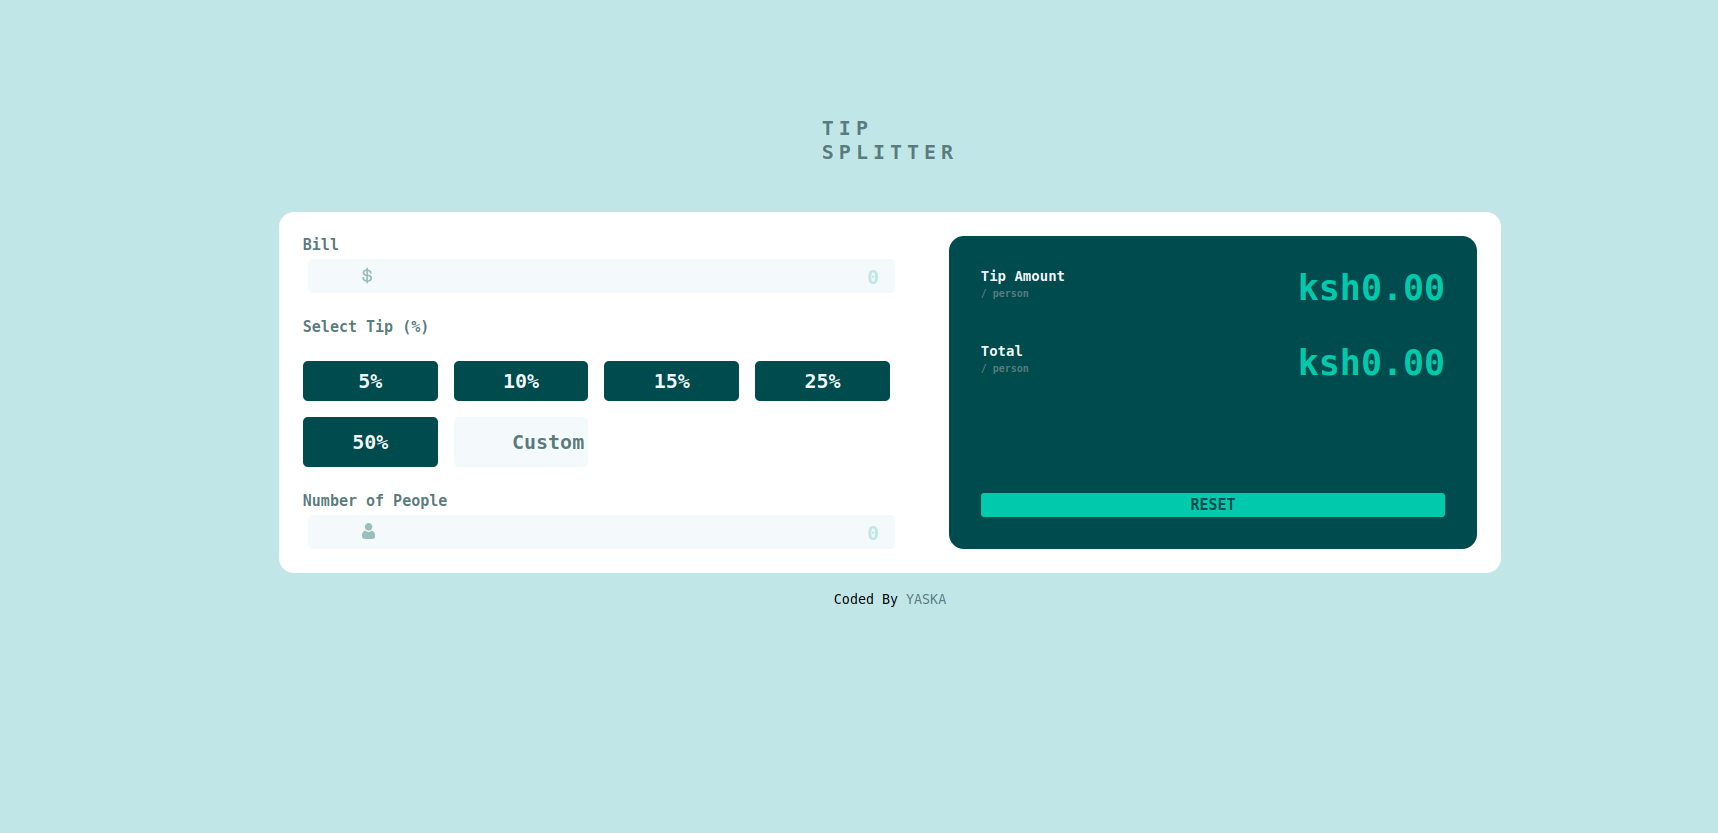 TIP
SPLITTER
Bill
$
0
Select Tip (%)
5%
10%
15%
25%
50%
Custom
Number of People
0
Tip Amount
/ person
ksh0.00
Total
/ person
ksh0.00
RESET
Coded By YASKA